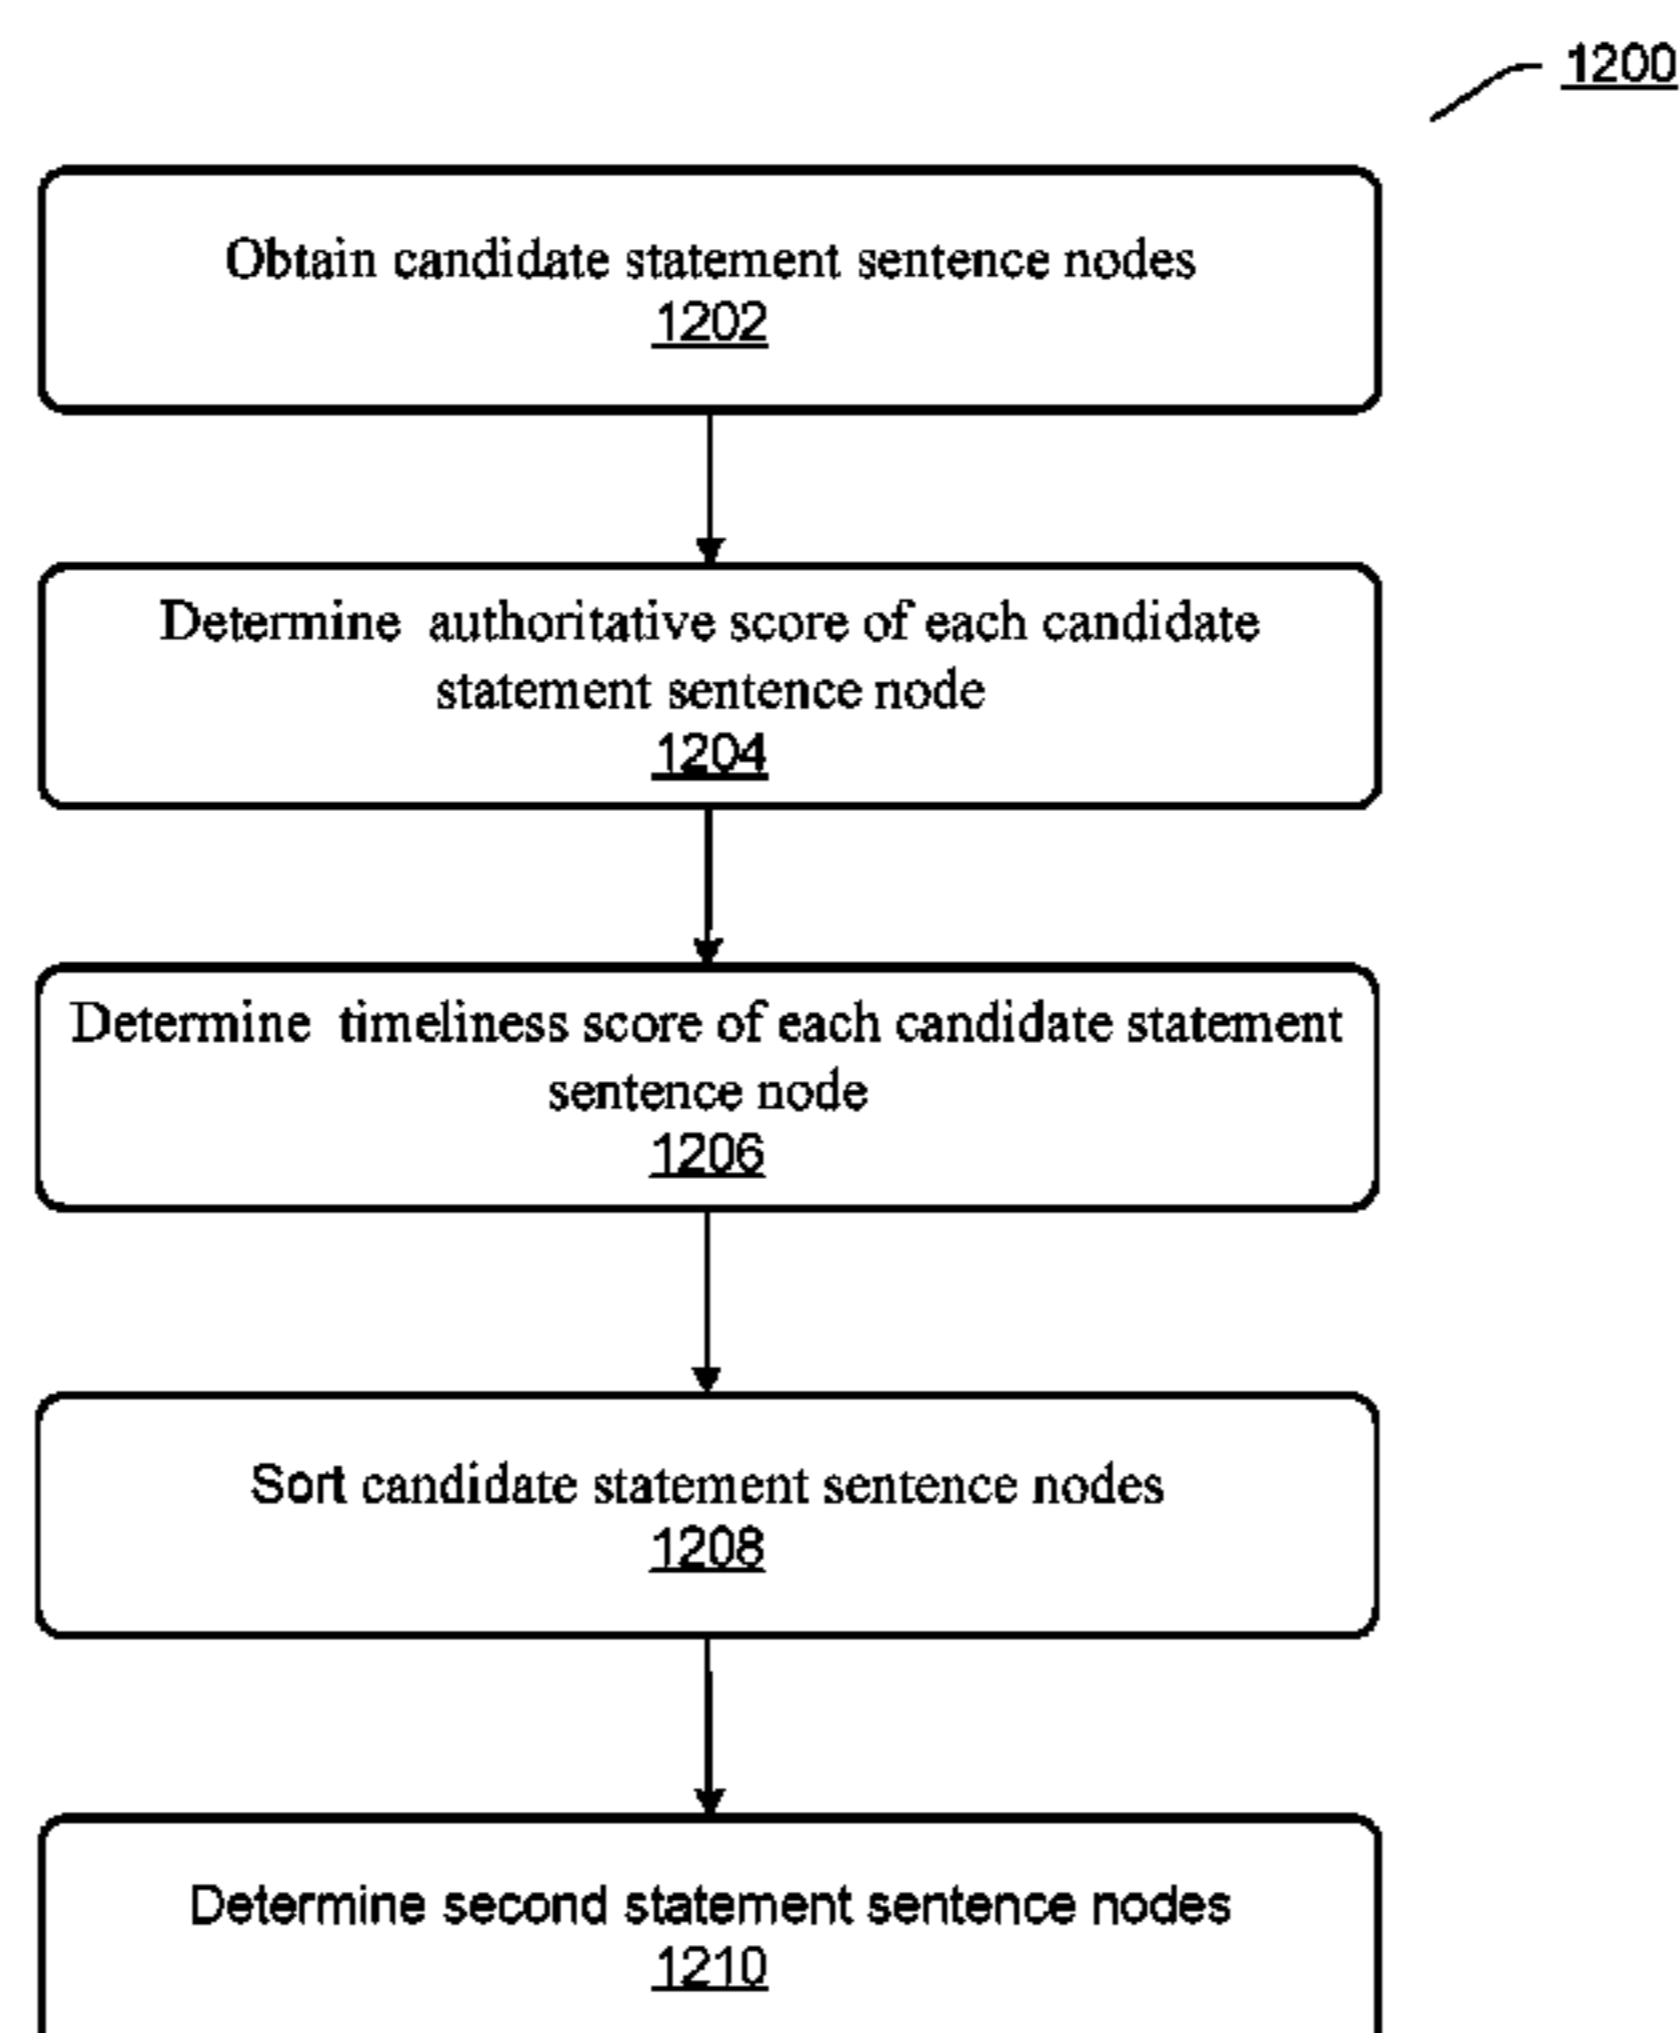 1200
Obtain candidate statement sentence nodes
1202
Determine authoritative score of each candidate
statement sentence node
1204
Determine timeliness score of each candidate statement
sentence node
1206
Sort candidate statement sentence nodes
1208
Determine second statement sentence nodes
1210